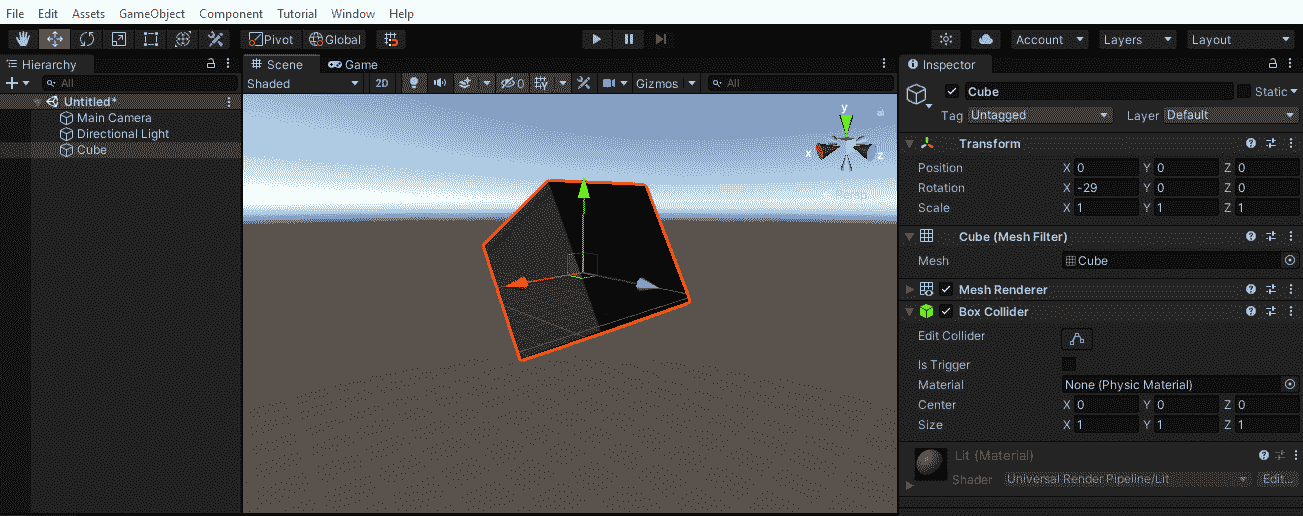 File Edit Assets GameObject Component Tutorial Window Help
Pivot Global Account Layers Layout
Hierarchy
All
Untitled*
Main Camera
Directional Light
Cube
Scene Game
Shaded 2D 0 Gizmos All
y
x z
Persp
Inspector
Cube Static
Tag Untagged Layer Default
Transform
Position X 0 Y 0 Z 0
Rotation X -29 Y 0 Z 0
Scale X 1 Y 1 Z 1
Cube (Mesh Filter)
Mesh Cube
Mesh Renderer
Box Collider
Edit Collider
Is Trigger
Material None (Physic Material)
Center X 0 Y 0 Z 0
Size X 1 Y 1 Z 1
Lit (Material)
Shader Universal Render Pipeline/Lit Edit...